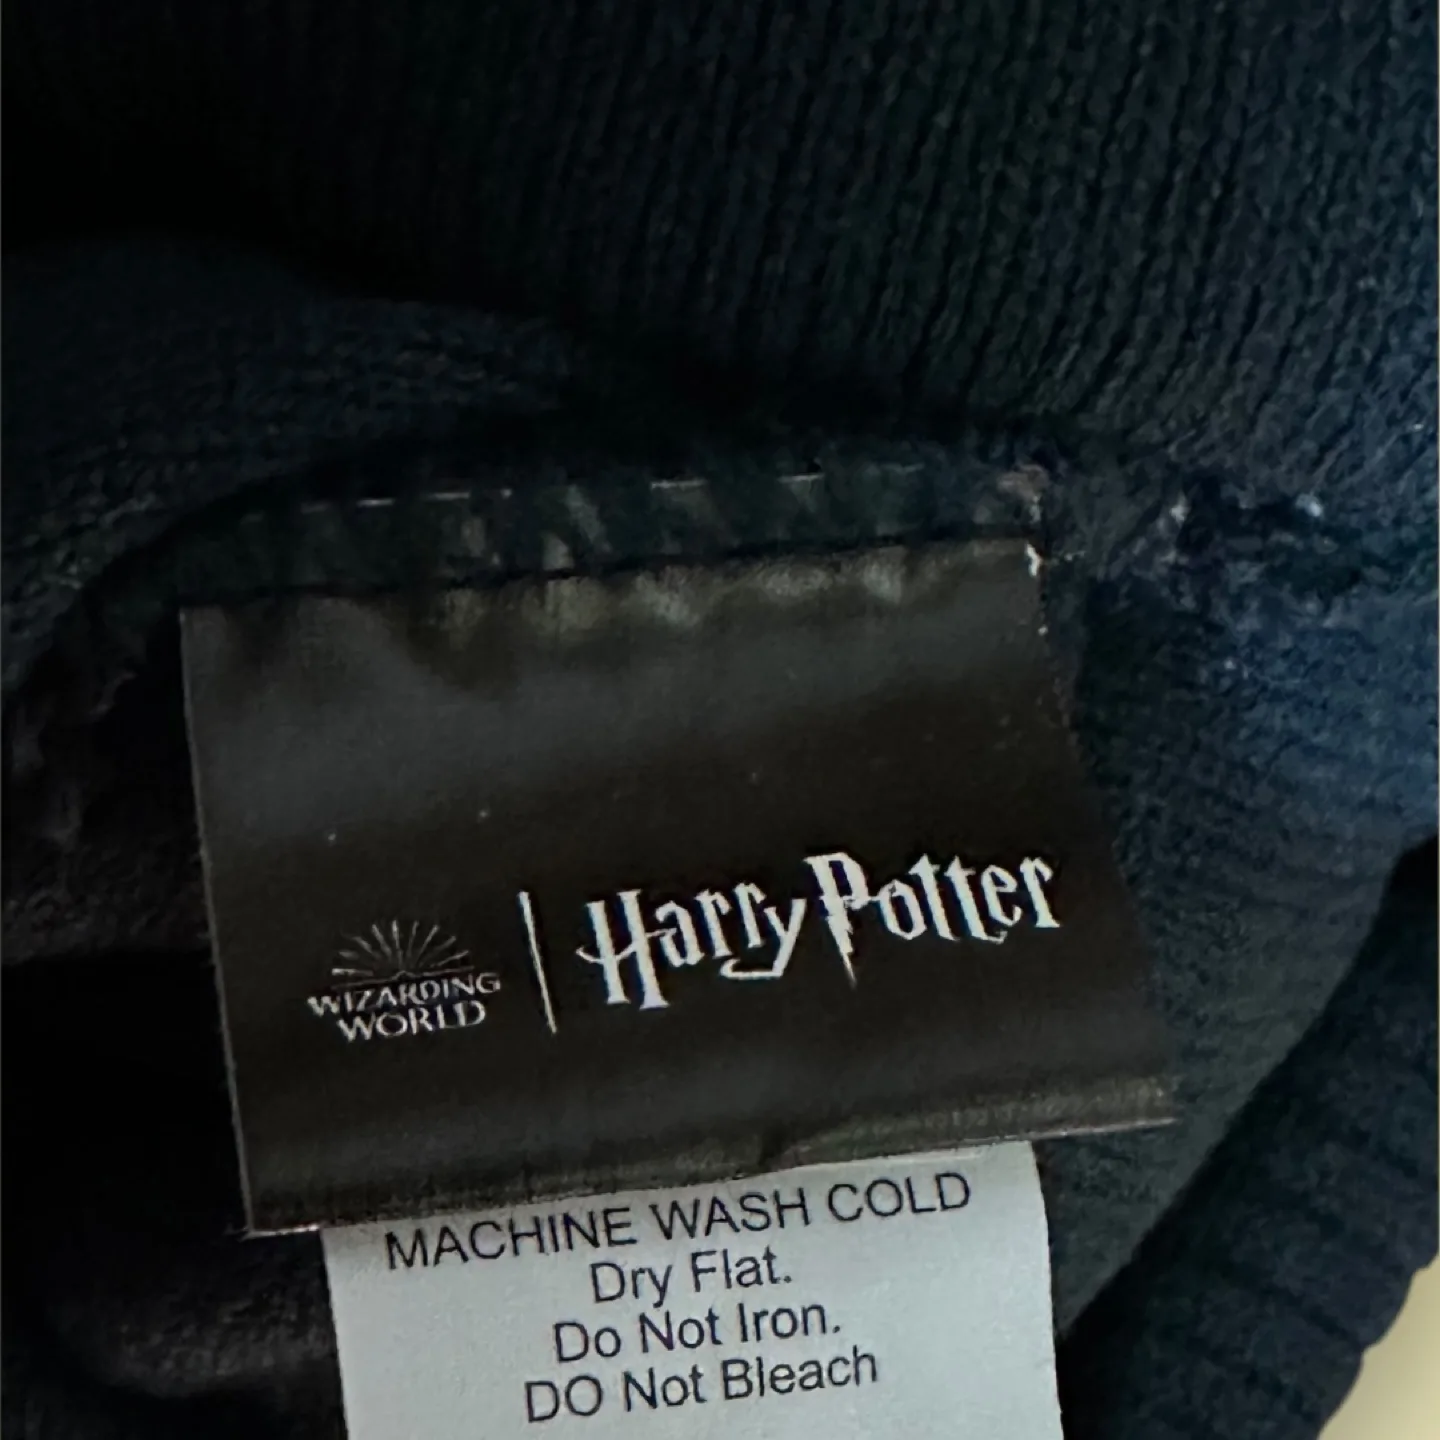 WIZARDING
WORLD
Harry Potter
MACHINE WASH COLD
Dry Flat.
Do Not Iron.
DO Not Bleach